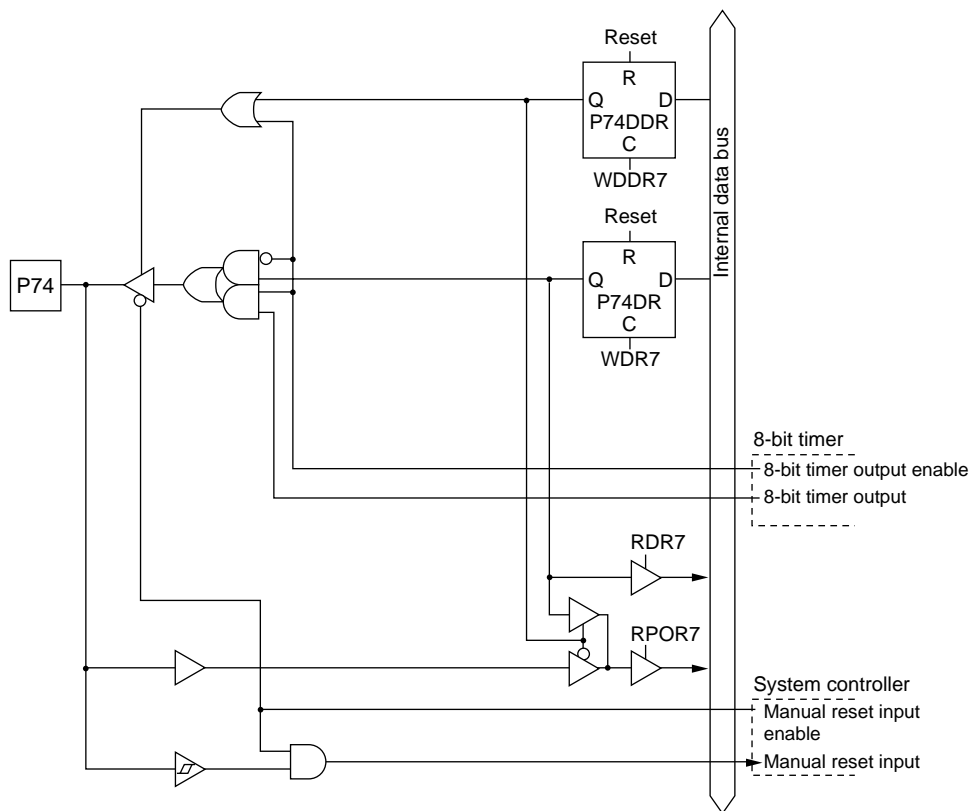 Reset
R
Q D
P74DDR
C
WDDR7
Internal data bus
Reset
R
P74
Q D
P74DR
C
WDR7
8-bit timer
8-bit timer output enable
8-bit timer output
RDR7
RPOR7
System controller
Manual reset input
enable
Manual reset input